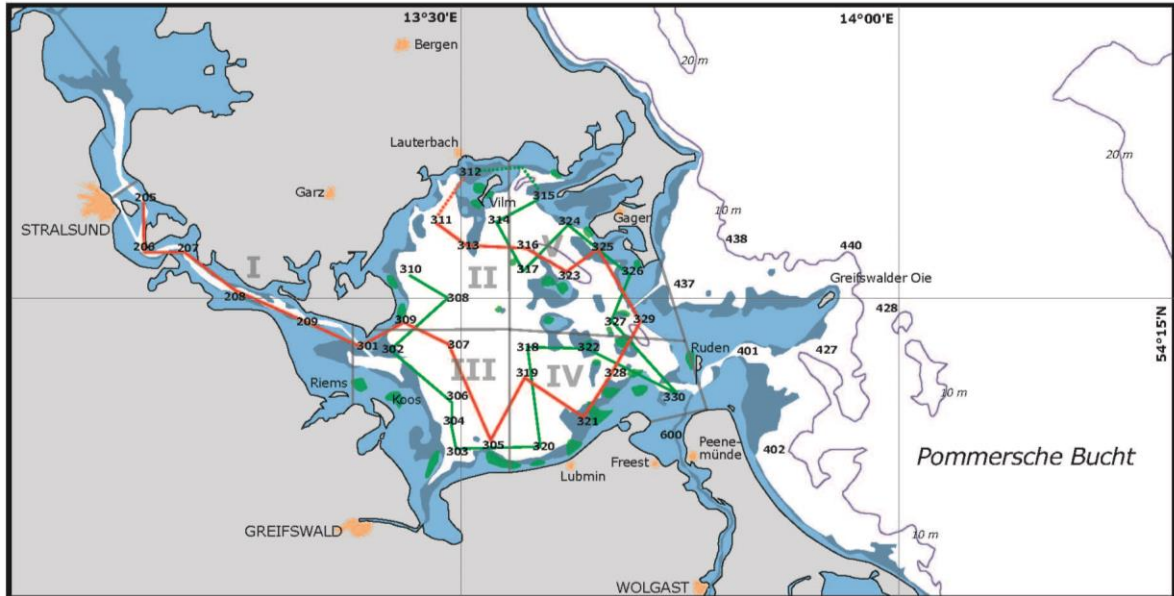 13°30'E
14°00'E
Bergen
20 m
Lauterbach
20 m
312
205
Garz
Vilm
315
STRALSUND
311
314
324
Gager
10 m
206
207
313
316
V
325
438
440
I
310
II
317
323
326
437
Greifswalder Oie
208
308
428
209
309
327
329
54°15'N
301
302
307
318
322
Ruden
401
427
III
319
IV
328
Riems
Koos
306
330
10 m
304
321
305
303
320
600
Peene-
münde
402
Pommersche Bucht
Lubmin
Freest
GREIFSWALD
10 m
WOLGAST